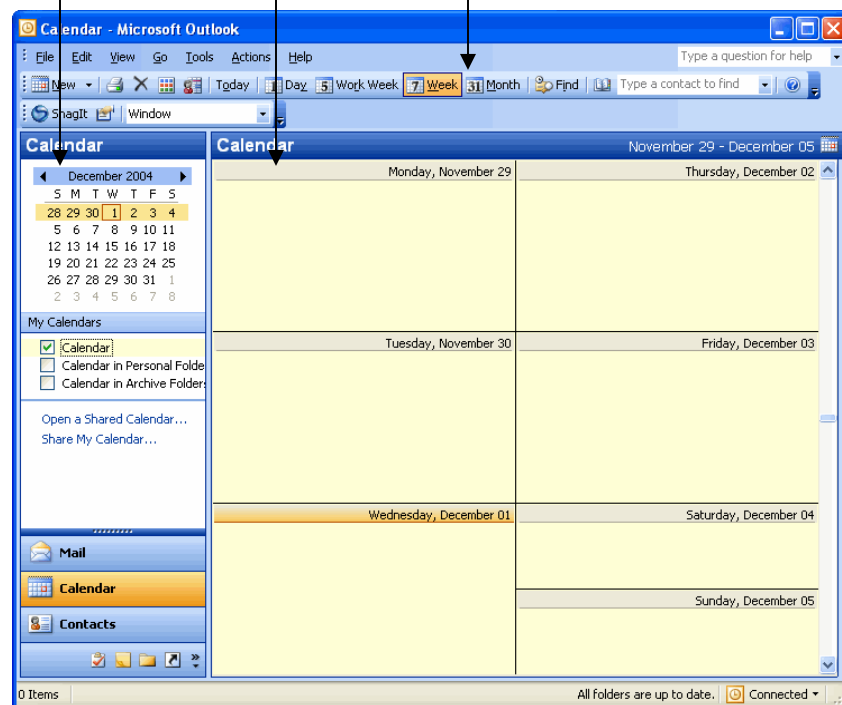 Calendar - Microsoft Outlook
File Edit View Go Tools Actions Help Type a question for help
New Today 1 Day 5 Work Week 7 Week 31 Month Find Type a contact to find
SnagIt Window
Calendar
December 2004
S M T W T F S
28 29 30 1 2 3 4
5 6 7 8 9 10 11
12 13 14 15 16 17 18
19 20 21 22 23 24 25
26 27 28 29 30 31 1
2 3 4 5 6 7 8
My Calendars
Calendar
Calendar in Personal Folde
Calendar in Archive Folders
Open a Shared Calendar...
Share My Calendar...
Mail
Calendar
Contacts
Calendar November 29 - December 05
Monday, November 29
Thursday, December 02
Tuesday, November 30
Friday, December 03
Wednesday, December 01
Saturday, December 04
Sunday, December 05
0 Items All folders are up to date. Connected